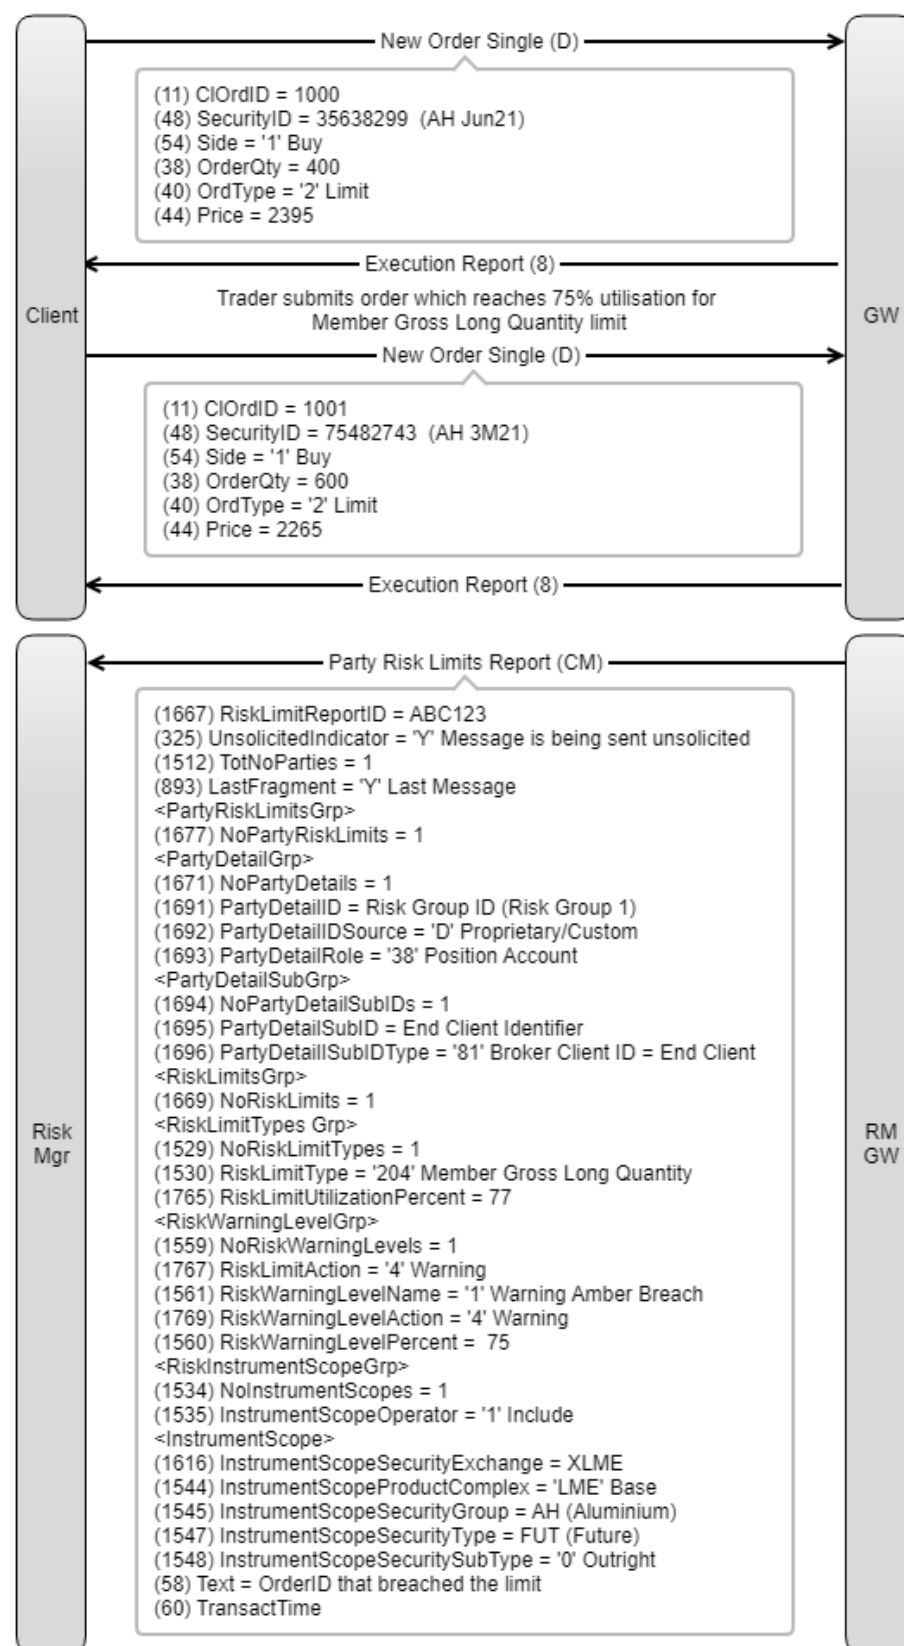 New Order Single (D)
(11) ClOrdID = 1000
(48) SecurityID = 35638299 (AH Jun21)
(54) Side = '1' Buy
(38) OrderQty = 400
(40) OrdType = '2' Limit
(44) Price = 2395
Execution Report (8)
Trader submits order which reaches 75% utilisation for
Member Gross Long Quantity limit
Client
GW
New Order Single (D)
(11) ClOrdID = 1001
(48) SecurityID = 75482743 (AH 3M21)
(54) Side = '1' Buy
(38) OrderQty = 600
(40) OrdType = '2' Limit
(44) Price = 2265
Execution Report (8)
Party Risk Limits Report (CM)
(1667) RiskLimitReportID = ABC123
(325) UnsolicitedIndicator = 'Y' Message is being sent unsolicited
(1512) TotNoParties = 1
(893) LastFragment = 'Y' Last Message
<PartyRiskLimitsGrp>
(1677) NoPartyRiskLimits = 1
<PartyDetailGrp>
(1671) NoPartyDetails = 1
(1691) PartyDetailID = Risk Group ID (Risk Group 1)
(1692) PartyDetailIDSource = 'D' Proprietary/Custom
(1693) PartyDetailRole = '38' Position Account
<PartyDetailSubGrp>
(1694) NoPartyDetailSubIDs = 1
(1695) PartyDetailSubID = End Client Identifier
(1696) PartyDetailISubIDType = '81' Broker Client ID = End Client
<RiskLimitsGrp>
(1669) NoRiskLimits = 1
<RiskLimitTypes Grp>
(1529) NoRiskLimitTypes = 1
(1530) RiskLimitType = '204' Member Gross Long Quantity
(1765) RiskLimitUtilizationPercent = 77
<RiskWarningLevelGrp>
(1559) NoRiskWarningLevels = 1
(1767) RiskLimitAction = '4' Warning
(1561) RiskWarningLevelName = '1' Warning Amber Breach
(1769) RiskWarningLevelAction = '4' Warning
(1560) RiskWarningLevelPercent = 75
<RiskInstrumentScopeGrp>
(1534) NoInstrumentScopes = 1
(1535) InstrumentScopeOperator = '1' Include
<InstrumentScope>
(1616) InstrumentScopeSecurityExchange = XLME
(1544) InstrumentScopeProductComplex = 'LME' Base
(1545) InstrumentScopeSecurityGroup = AH (Aluminium)
(1547) InstrumentScopeSecurityType = FUT (Future)
(1548) InstrumentScopeSecuritySubType = '0' Outright
(58) Text = OrderID that breached the limit
(60) TransactTime
Risk
Mgr
RM
GW